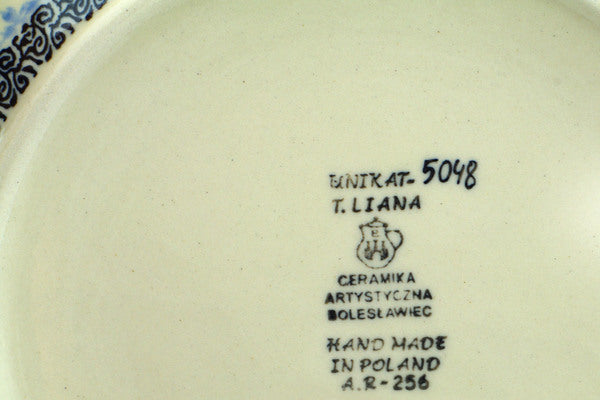 UNIKAT-5048
T. LIANA
B
CERAMIKA
ARTYSTYCZNA
BOLESŁAWIEC
HAND MADE
IN POLAND
A.R-256